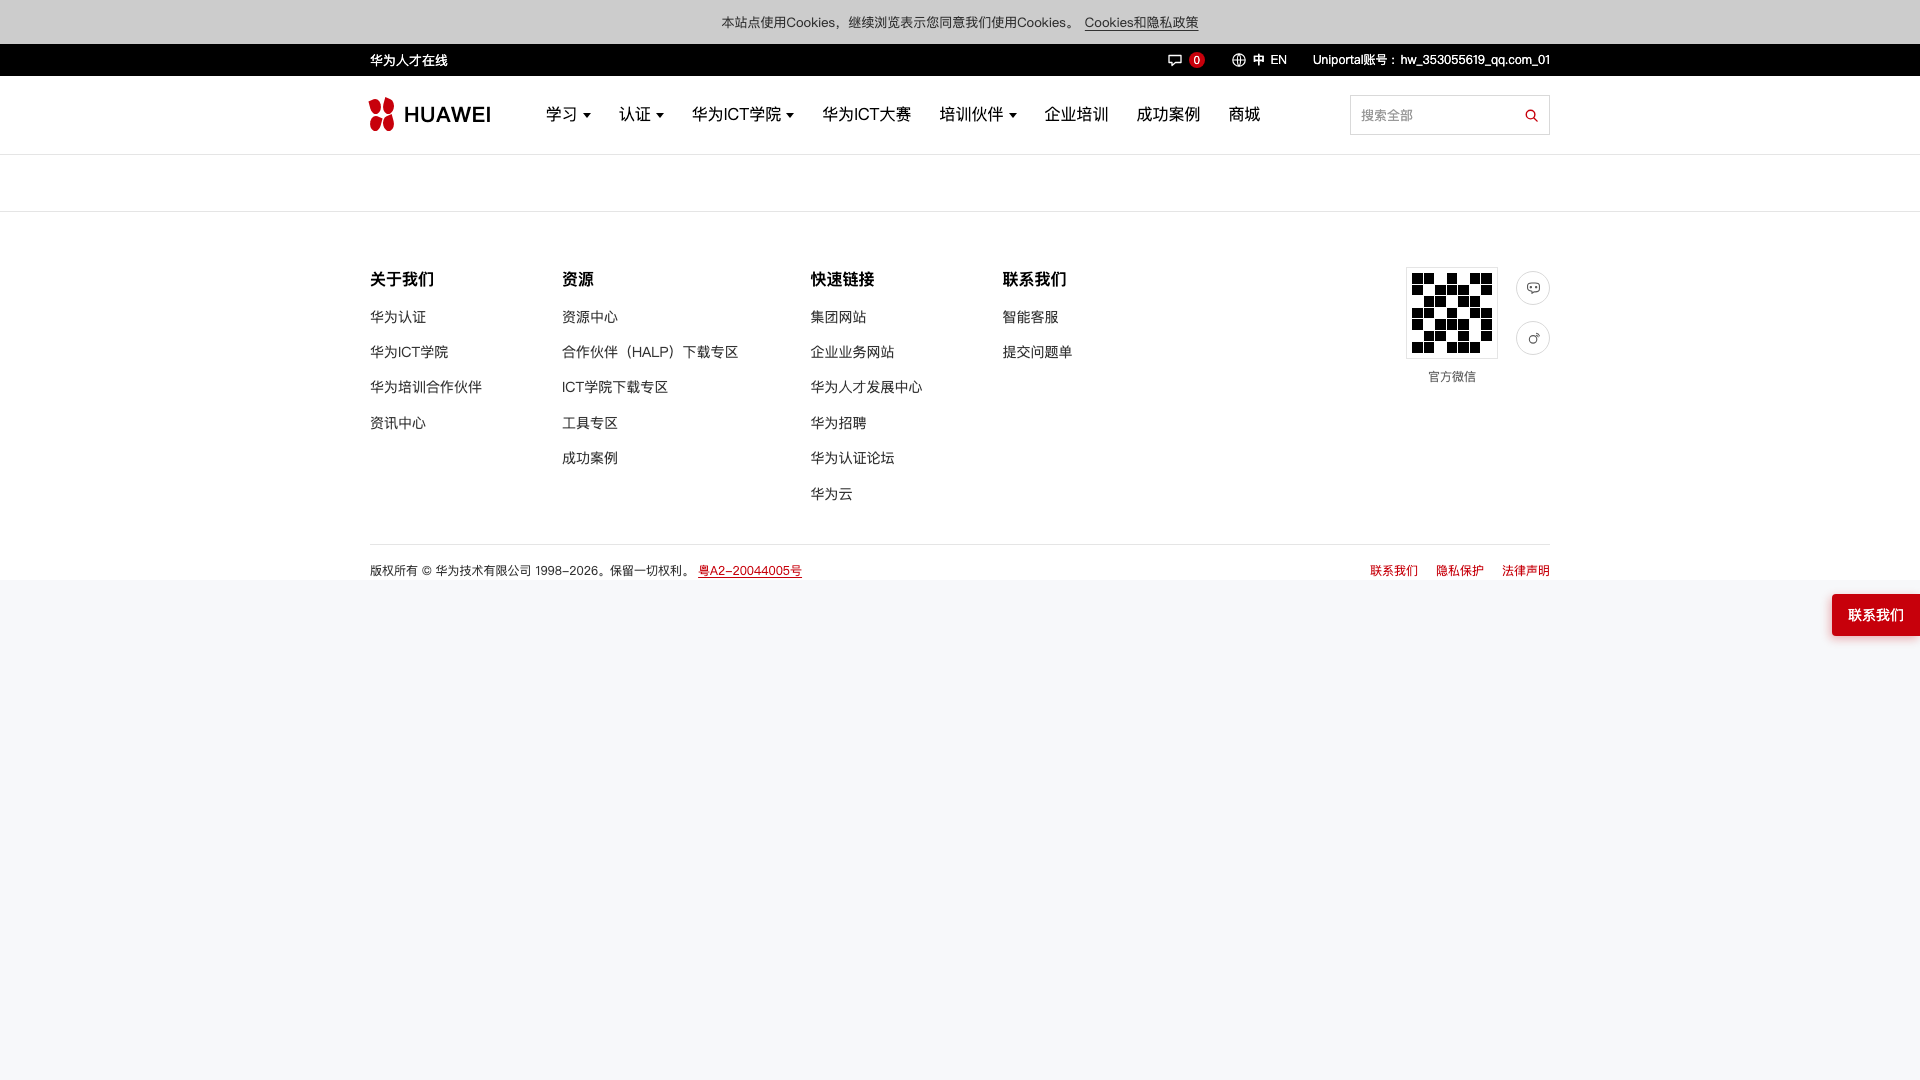 本站点使用Cookies，继续浏览表示您同意我们使用Cookies。 Cookies和隐私政策
华为人才在线
0
中 EN
Uniportal账号： hw_353055619_qq.com_01
HUAWEI
学习
认证
华为ICT学院
华为ICT大赛
培训伙伴
企业培训
成功案例
商城
搜索全部
关于我们
华为认证
华为ICT学院
华为培训合作伙伴
资讯中心
资源
资源中心
合作伙伴（HALP）下载专区
ICT学院下载专区
工具专区
成功案例
快速链接
集团网站
企业业务网站
华为人才发展中心
华为招聘
华为认证论坛
华为云
联系我们
智能客服
提交问题单
官方微信
版权所有 © 华为技术有限公司 1998-2026。保留一切权利。 粤A2-20044005号
联系我们 隐私保护 法律声明
联系我们